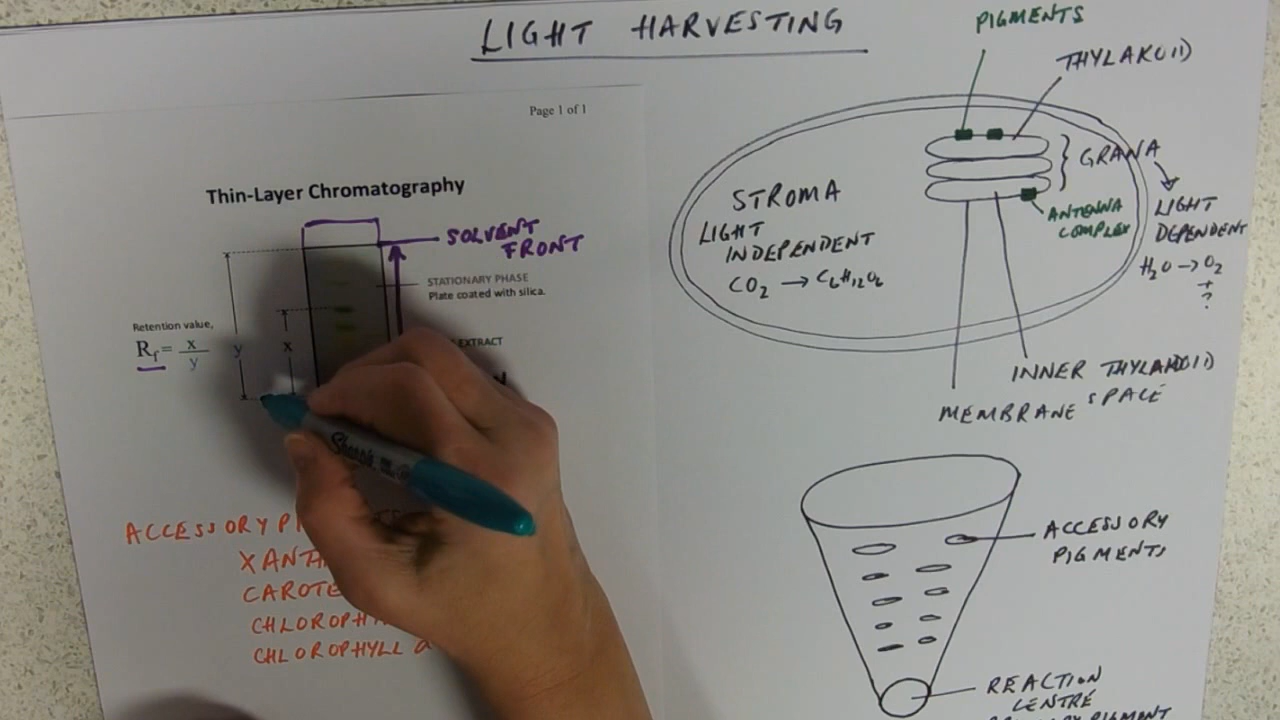 LIGHT HARVESTING
Page 1 of 1
Thin-Layer Chromatography
SOLVENT
FRONT
STATIONARY PHASE
Plate coated with silica.
Retention value,
Rf = x
y
y
x
EXTRACT
Sharpie
ACCESSORY
CHLOROPHYLL a
PIGMENTS
THYLAKOID
GRANA
STROMA
LIGHT
INDEPENDENT
CO2 → C6H12O6
ANTENNA
COMPLEX
LIGHT
DEPENDENT
H2O → O2
+
?
INNER THYLAKOID
SPACE
MEMBRANE
ACCESSORY
PIGMENTS
REACTION
CENTRE